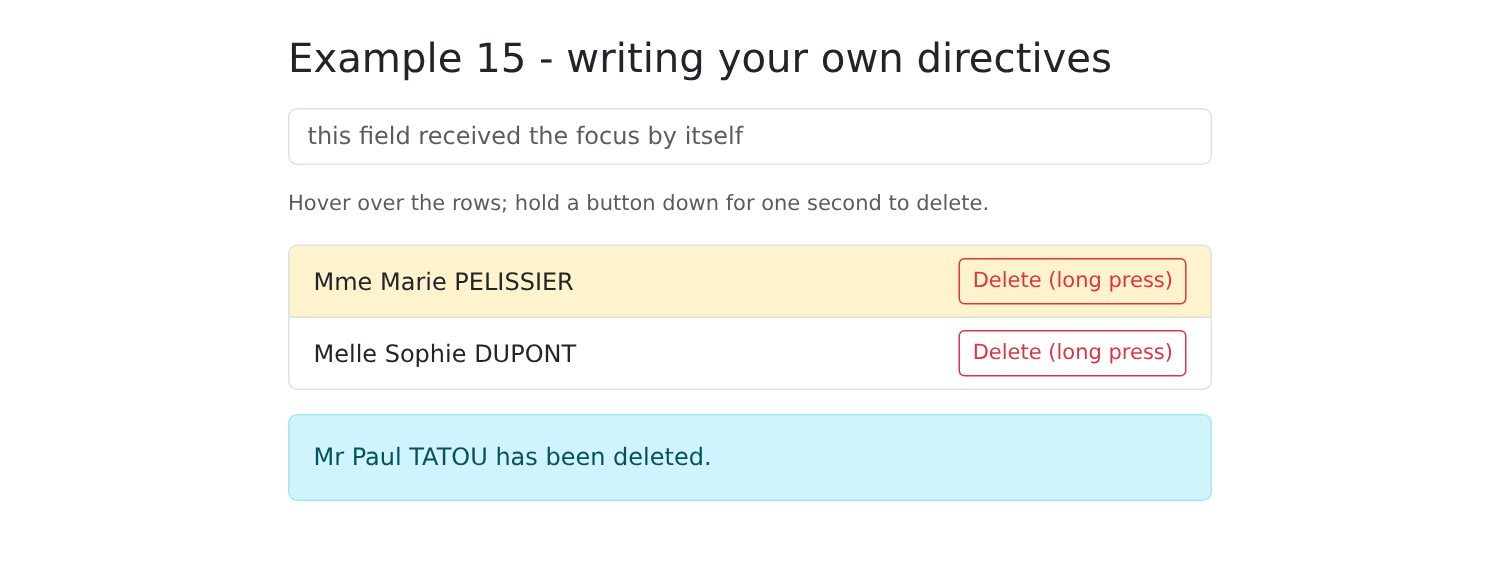 Example 15 - writing your own directives
this field received the focus by itself
Hover over the rows; hold a button down for one second to delete.
Mme Marie PELISSIER
Delete (long press)
Melle Sophie DUPONT
Delete (long press)
Mr Paul TATOU has been deleted.